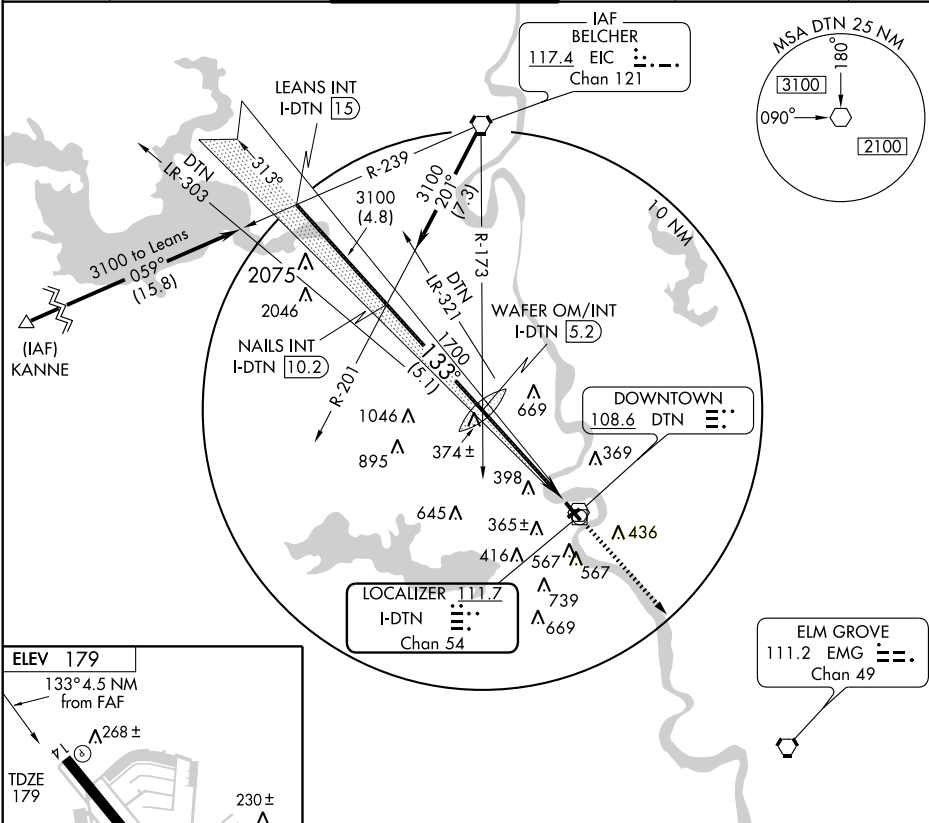 IAF
BELCHER
117.4 EIC
Chan 121
MSA DTN 25 NM
180°
3100
090°
2100
LEANS INT
I-DTN 15
R-239
313°
DTN
LR-303
3100
(4.8)
3100
201°
(7.3)
R-173
10 NM
3100 to Leans
059°
(15.8)
(IAF)
KANNE
2075
2046
DTN
LR-321
WAFER OM/INT
I-DTN 5.2
NAILS INT
I-DTN 10.2
1700
133°
(5.1)
R-201
669
DOWNTOWN
108.6 DTN
1046
895
374±
369
398
645
365±
436
416
567
567
739
669
LOCALIZER 111.7
I-DTN
Chan 54
ELM GROVE
111.2 EMG
Chan 49
ELEV 179
133° 4.5 NM
from FAF
268±
P
14
TDZE
179
230±